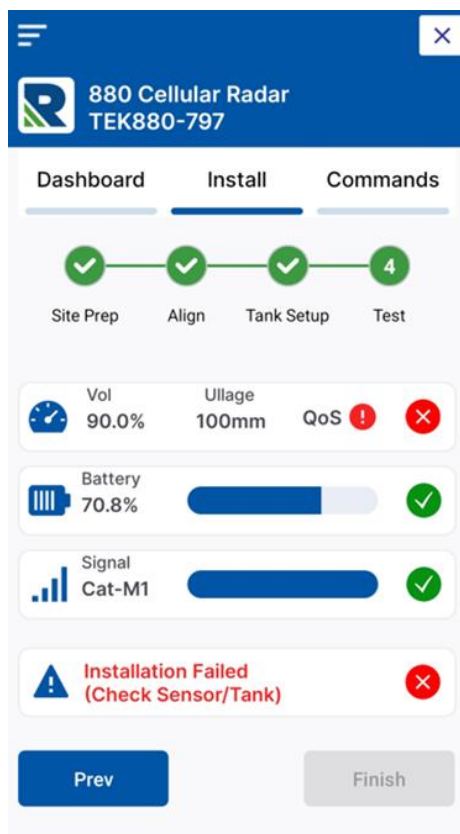 880 Cellular Radar
TEK880-797
Dashboard Install Commands
4
Site Prep Align Tank Setup Test
Vol Ullage
90.0% 100mm QoS !
Battery
70.8%
Signal
Cat-M1
Installation Failed
(Check Sensor/Tank)
Prev Finish